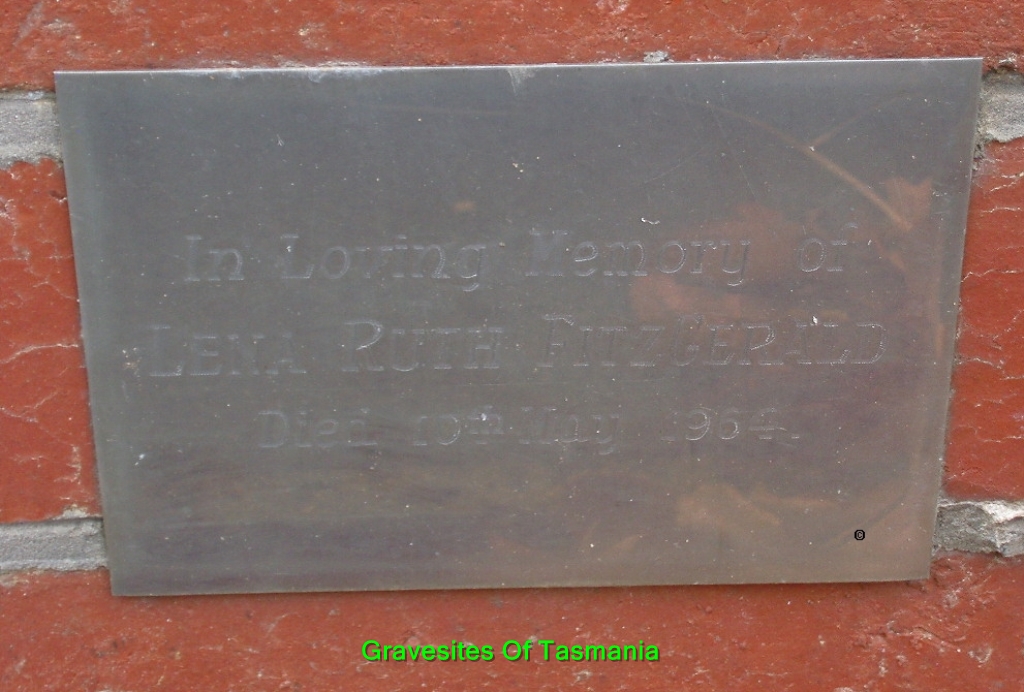 In Loving Memory of
LENA RUTH FITZGERALD
Died 10th May 1964.
©
Gravesites Of Tasmania